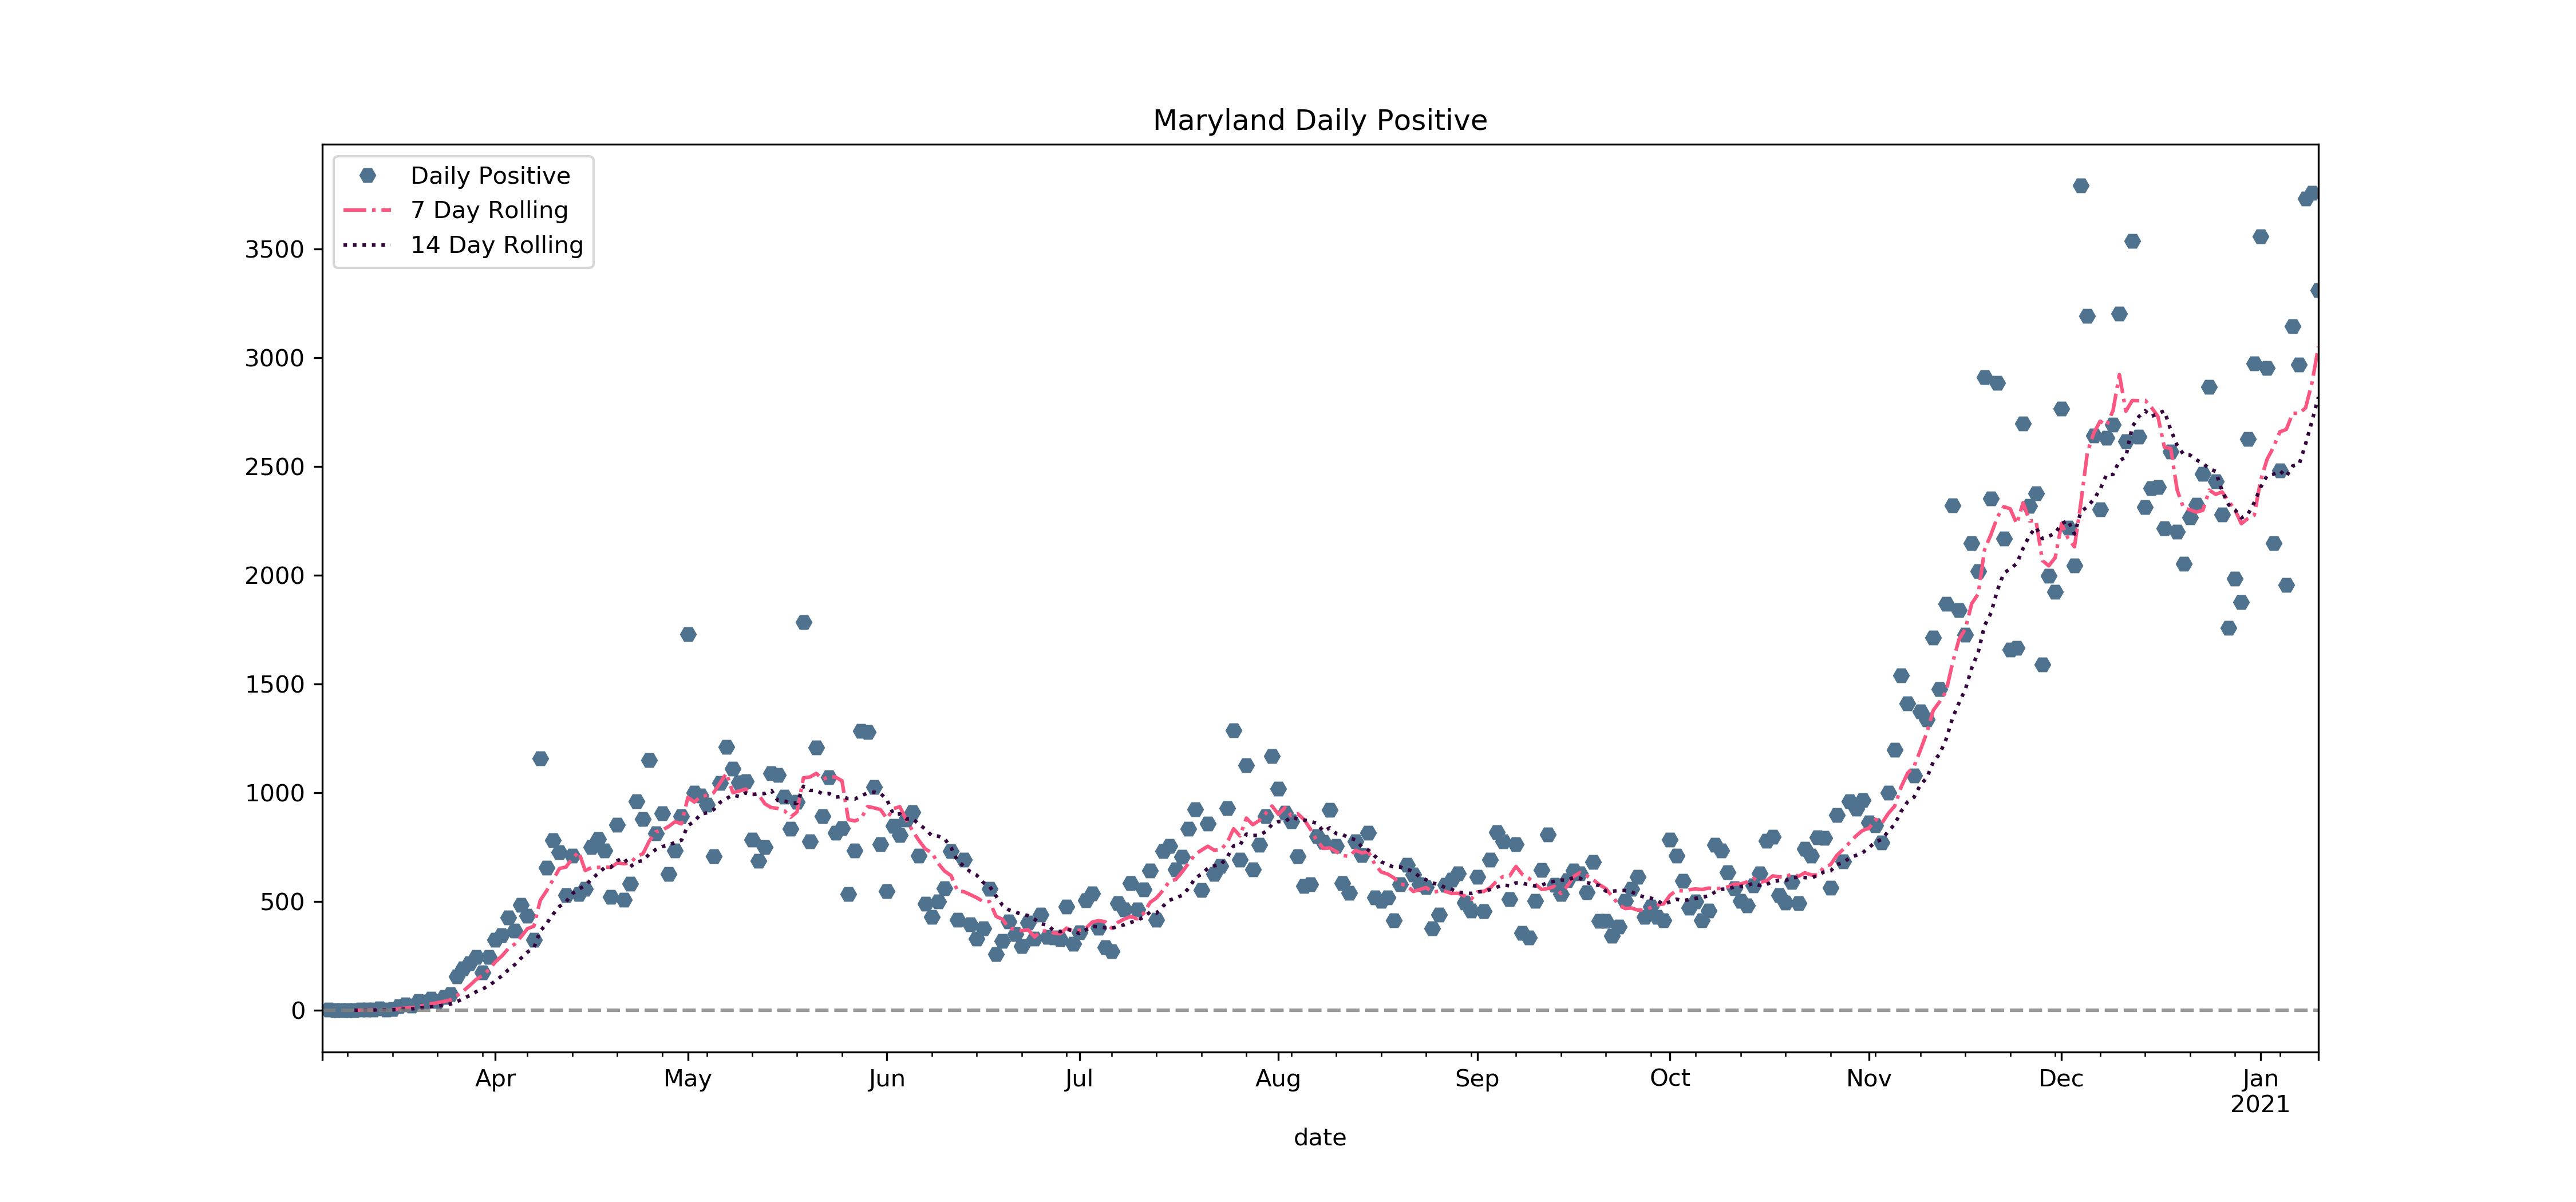 Maryland Daily Positive
Daily Positive
7 Day Rolling
14 Day Rolling
3500
3000
2500
2000
1500
1000
500
0
Apr May Jun Jul Aug Sep Oct Nov Dec Jan
2021
date